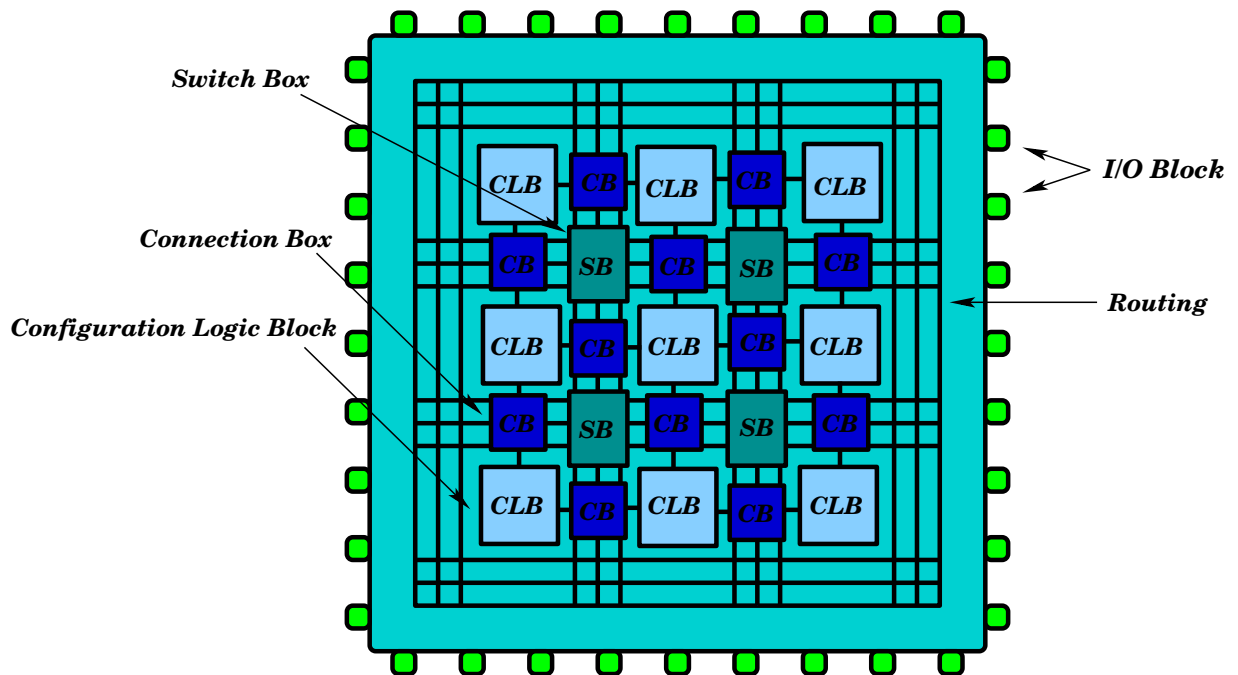 Switch Box
I/O Block
CLB CB CLB CB CLB
Connection Box
CB SB CB SB CB
Routing
Configuration Logic Block
CLB CB CLB CB CLB
CB SB CB SB CB
CLB CB CLB CB CLB